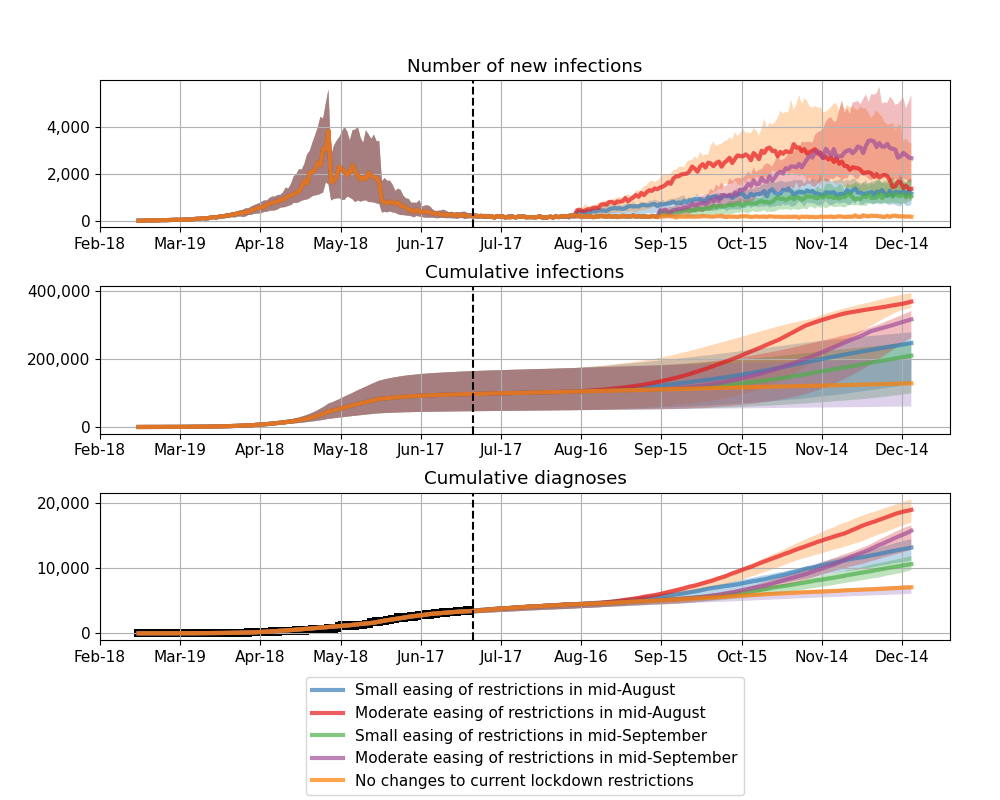 Number of new infections
4,000
2,000
0
Feb-18 Mar-19 Apr-18 May-18 Jun-17 Jul-17 Aug-16 Sep-15 Oct-15 Nov-14 Dec-14
Cumulative infections
400,000
200,000
0
Feb-18 Mar-19 Apr-18 May-18 Jun-17 Jul-17 Aug-16 Sep-15 Oct-15 Nov-14 Dec-14
Cumulative diagnoses
20,000
10,000
0
Feb-18 Mar-19 Apr-18 May-18 Jun-17 Jul-17 Aug-16 Sep-15 Oct-15 Nov-14 Dec-14
Small easing of restrictions in mid-August
Moderate easing of restrictions in mid-August
Small easing of restrictions in mid-September
Moderate easing of restrictions in mid-September
No changes to current lockdown restrictions